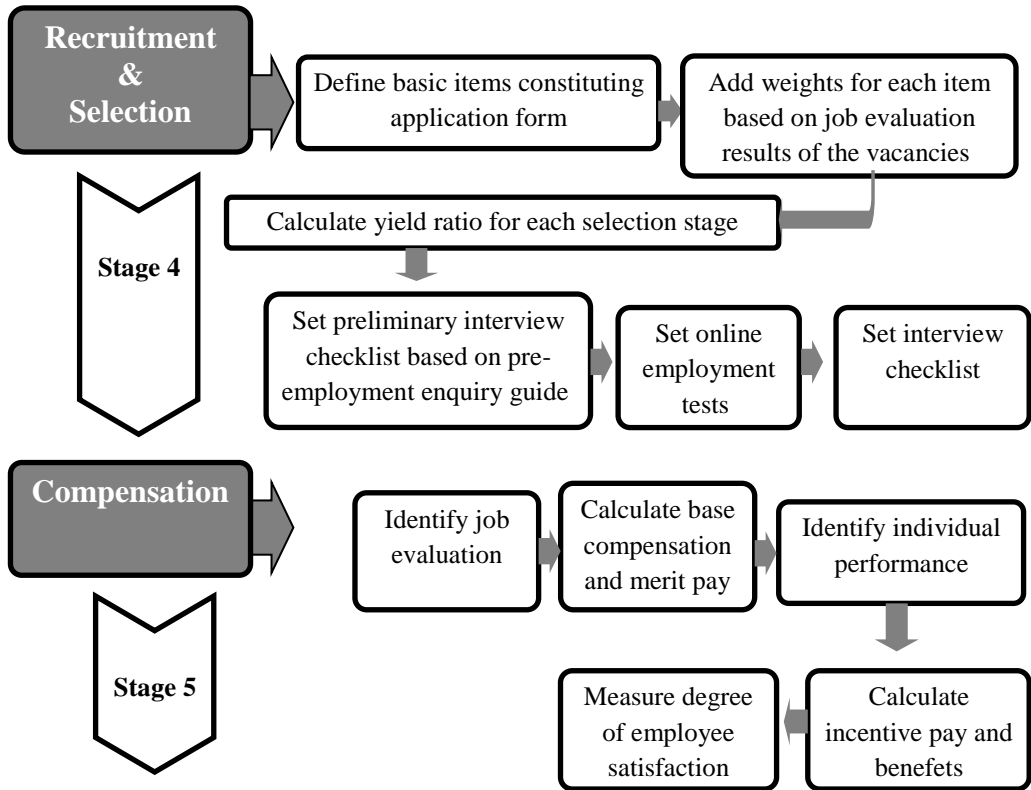 Recruitment
&
Selection
Define basic items constituting
application form
Add weights for each item
based on job evaluation
results of the vacancies
Calculate yield ratio for each selection stage
Stage 4
Set preliminary interview
checklist based on pre-
employment enquiry guide
Set online
employment
tests
Set interview
checklist
Compensation
Identify job
evaluation
Calculate base
compensation
and merit pay
Identify individual
performance
Stage 5
Measure degree
of employee
satisfaction
Calculate
incentive pay and
benefets